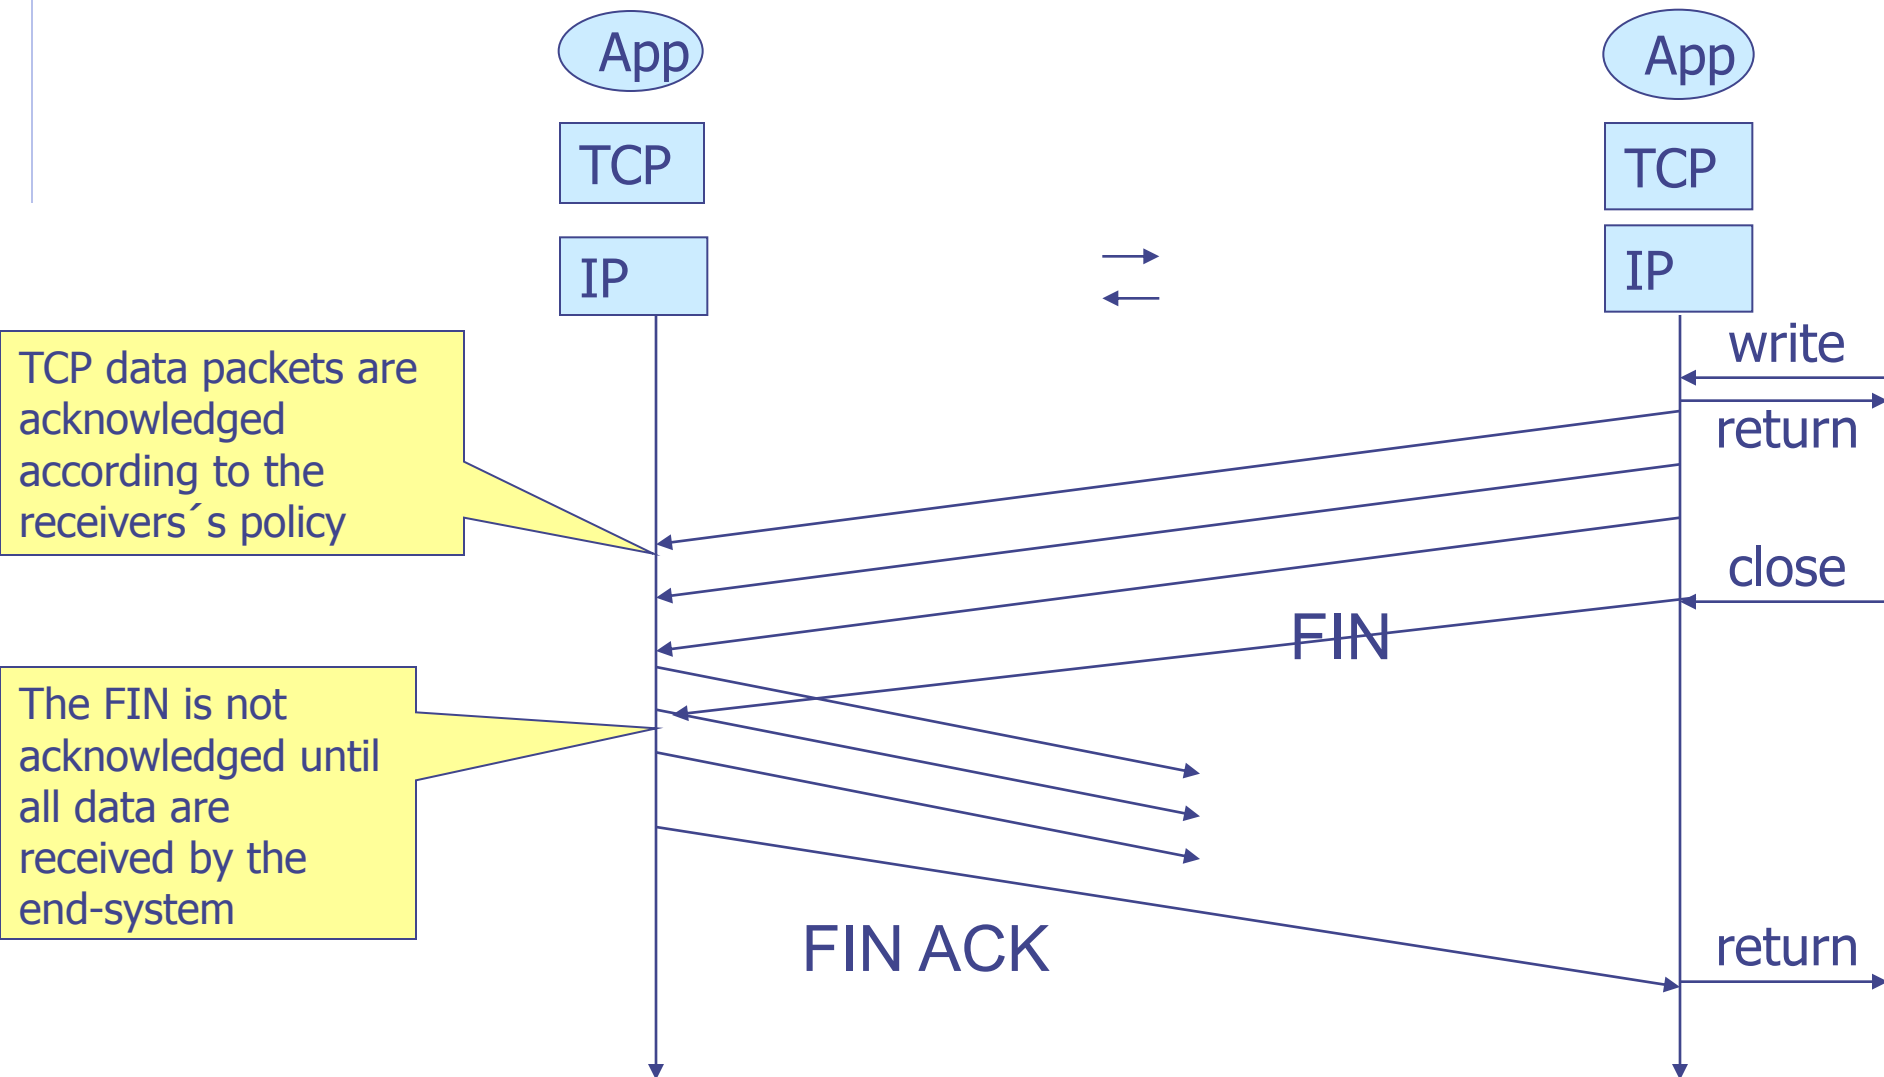 App
App
TCP
TCP
IP
IP
write
return
TCP data packets are
acknowledged
according to the
receivers´s policy
close
FIN
The FIN is not
acknowledged until
all data are
received by the
end-system
FIN ACK
return